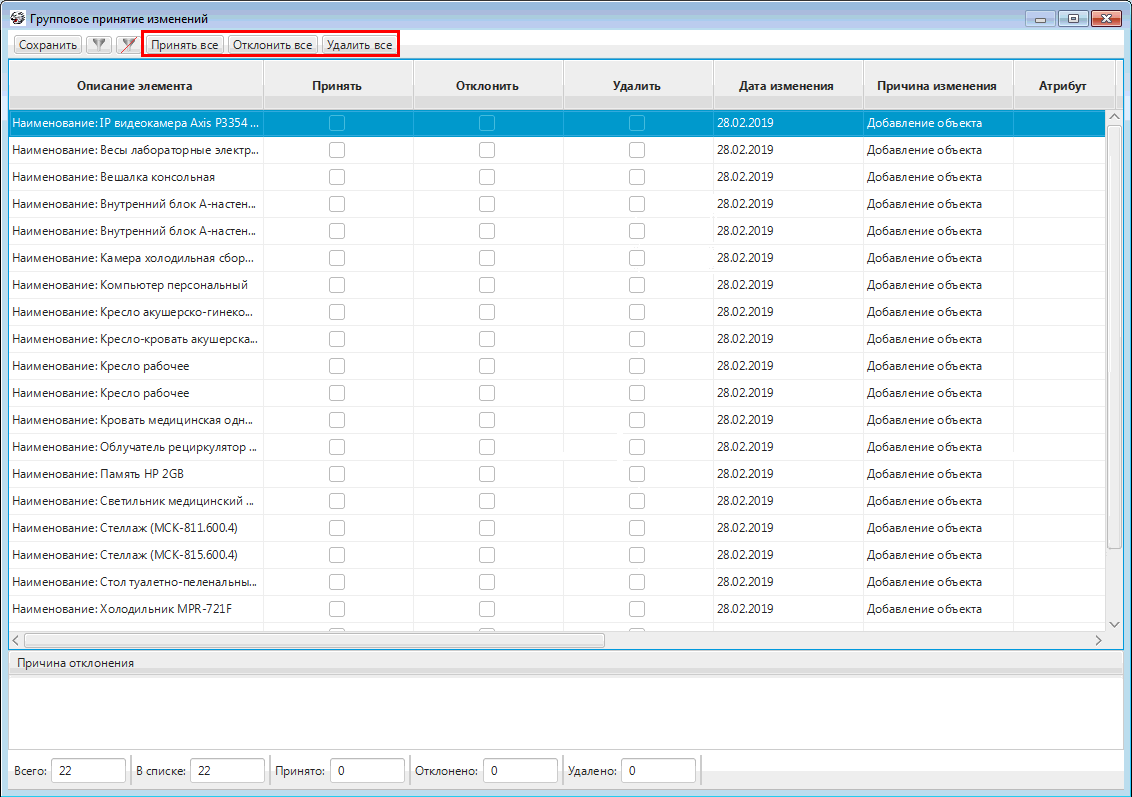 Групповое принятие изменений
Сохранить Принять все Отклонить все Удалить все
Описание элемента Принять Отклонить Удалить Дата изменения Причина изменения Атрибут
Наименование: IP видеокамера Axis P3354 ... 28.02.2019 Добавление объекта
Наименование: Весы лабораторные электр... 28.02.2019 Добавление объекта
Наименование: Вешалка консольная 28.02.2019 Добавление объекта
Наименование: Внутренний блок А-настен... 28.02.2019 Добавление объекта
Наименование: Внутренний блок А-настен... 28.02.2019 Добавление объекта
Наименование: Камера холодильная сбор... 28.02.2019 Добавление объекта
Наименование: Компьютер персональный 28.02.2019 Добавление объекта
Наименование: Кресло акушерско-гинеко... 28.02.2019 Добавление объекта
Наименование: Кресло-кровать акушерска... 28.02.2019 Добавление объекта
Наименование: Кресло рабочее 28.02.2019 Добавление объекта
Наименование: Кресло рабочее 28.02.2019 Добавление объекта
Наименование: Кровать медицинская одн... 28.02.2019 Добавление объекта
Наименование: Облучатель рециркулятор ... 28.02.2019 Добавление объекта
Наименование: Память HP 2GB 28.02.2019 Добавление объекта
Наименование: Светильник медицинский ... 28.02.2019 Добавление объекта
Наименование: Стеллаж (МСК-811.600.4) 28.02.2019 Добавление объекта
Наименование: Стеллаж (МСК-815.600.4) 28.02.2019 Добавление объекта
Наименование: Стол туалетно-пеленальны... 28.02.2019 Добавление объекта
Наименование: Холодильник MPR-721F 28.02.2019 Добавление объекта
Причина отклонения
Всего: 22 В списке: 22 Принято: 0 Отклонено: 0 Удалено: 0